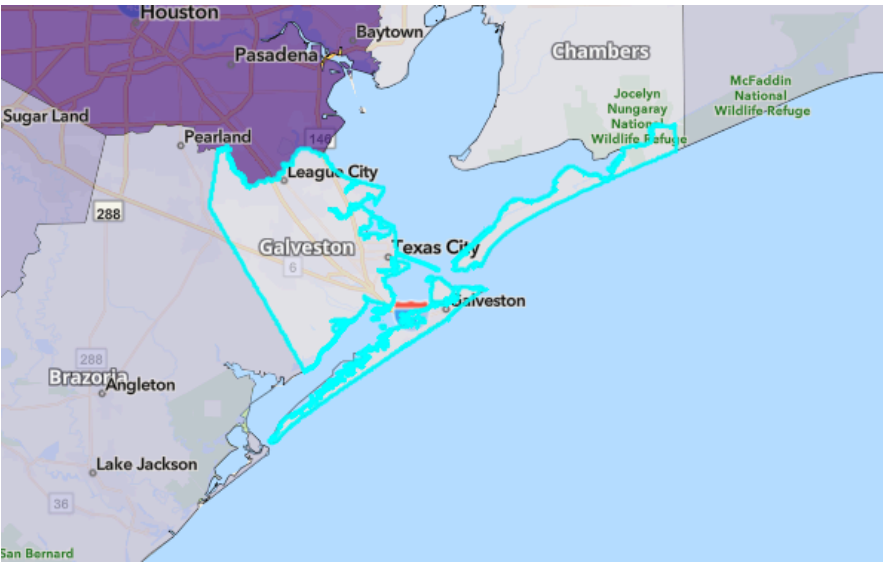 Houston
Baytown
Pasadena
Chambers
McFaddin
National
Wildlife Refuge
Jocelyn
Nungaray
National
Wildlife Refuge
Sugar Land
Pearland
146
League City
288
Galveston
Texas City
6
Galveston
288
Brazoria
Angleton
Lake Jackson
36
San Bernard